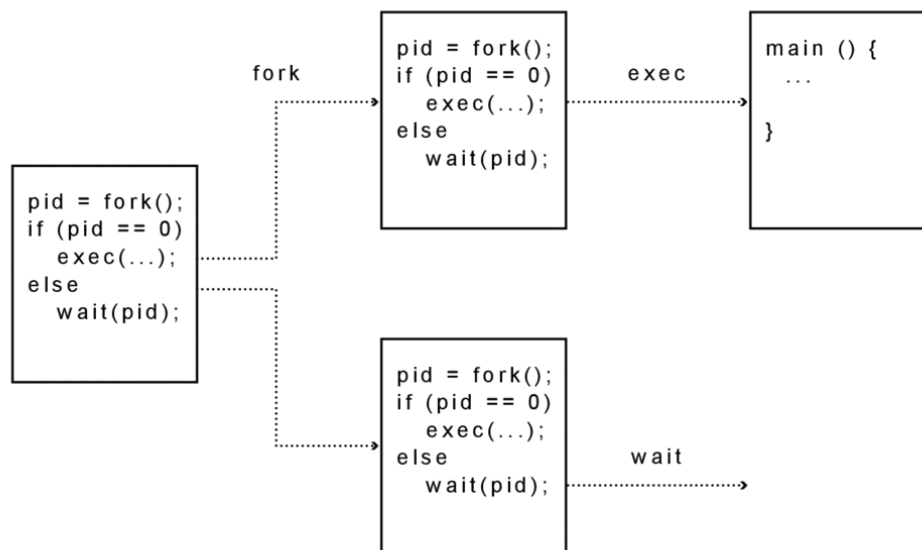 fork
pid = fork();
if (pid == 0)
exec(...);
else
wait(pid);
exec
main () {
...
}
pid = fork();
if (pid == 0)
exec(...);
else
wait(pid);
pid = fork();
if (pid == 0)
exec(...);
else
wait(pid);
wait